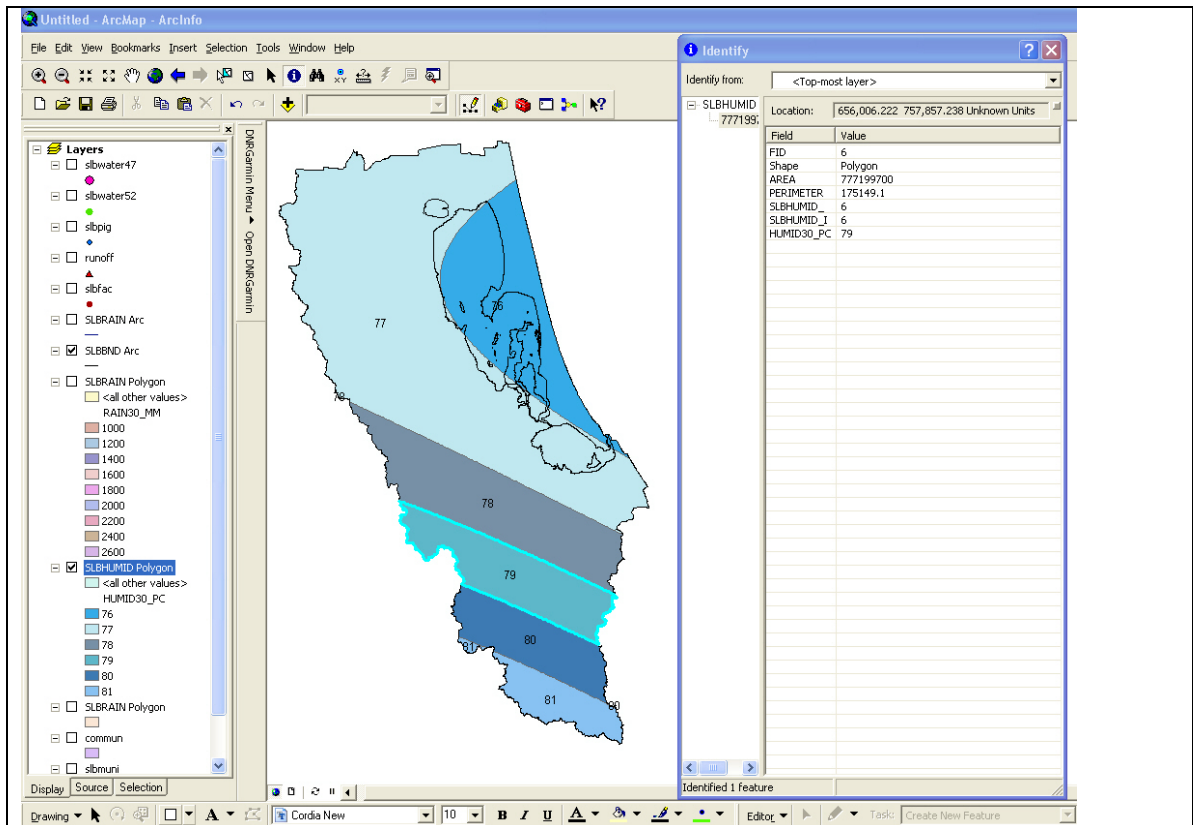 Untitled - ArcMap - ArcInfo
File Edit View Bookmarks Insert Selection Tools Window Help
Cordia New
10
B I U A
Drawing
Editor
Task: Create New Feature
Layers
slbwater47
slbwater52
slbpig
runoff
slbfac
SLBRAIN Arc
SLBBND Arc
SLBRAIN Polygon
<all other values>
RAIN30_MM
1000
1200
1400
1600
1800
2000
2200
2400
2600
SLBHUMID Polygon
<all other values>
HUMID30_PC
76
77
78
79
80
81
SLBRAIN Polygon
commun
slbmuni
Display Source Selection
DNRGarmin Menu
Open DNRGarmin
76
77
78
78
79
80
81
81
80
Identify
Identify from: <Top-most layer>
SLBHUMID
777199
Location: 656,006.222 757,857.238 Unknown Units
Field Value
FID 6
Shape Polygon
AREA 777199700
PERIMETER 175149.1
SLBHUMID_ 6
SLBHUMID_I 6
HUMID30_PC 79
Identified 1 feature